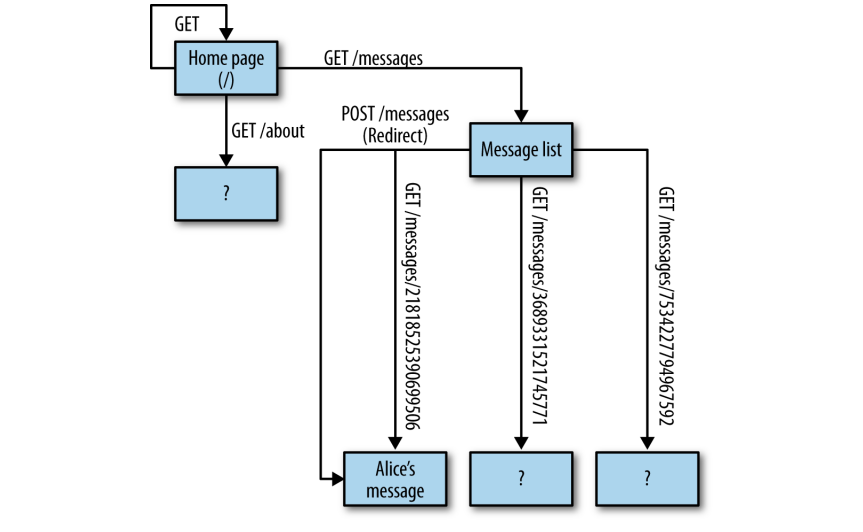 GET
Home page
(/)
GET /messages
GET /about
?
POST /messages
(Redirect)
Message list
GET /messages/21818525390699506
GET /messages/3689331521745771
GET /messages/7534227794967592
Alice's
message
?
?